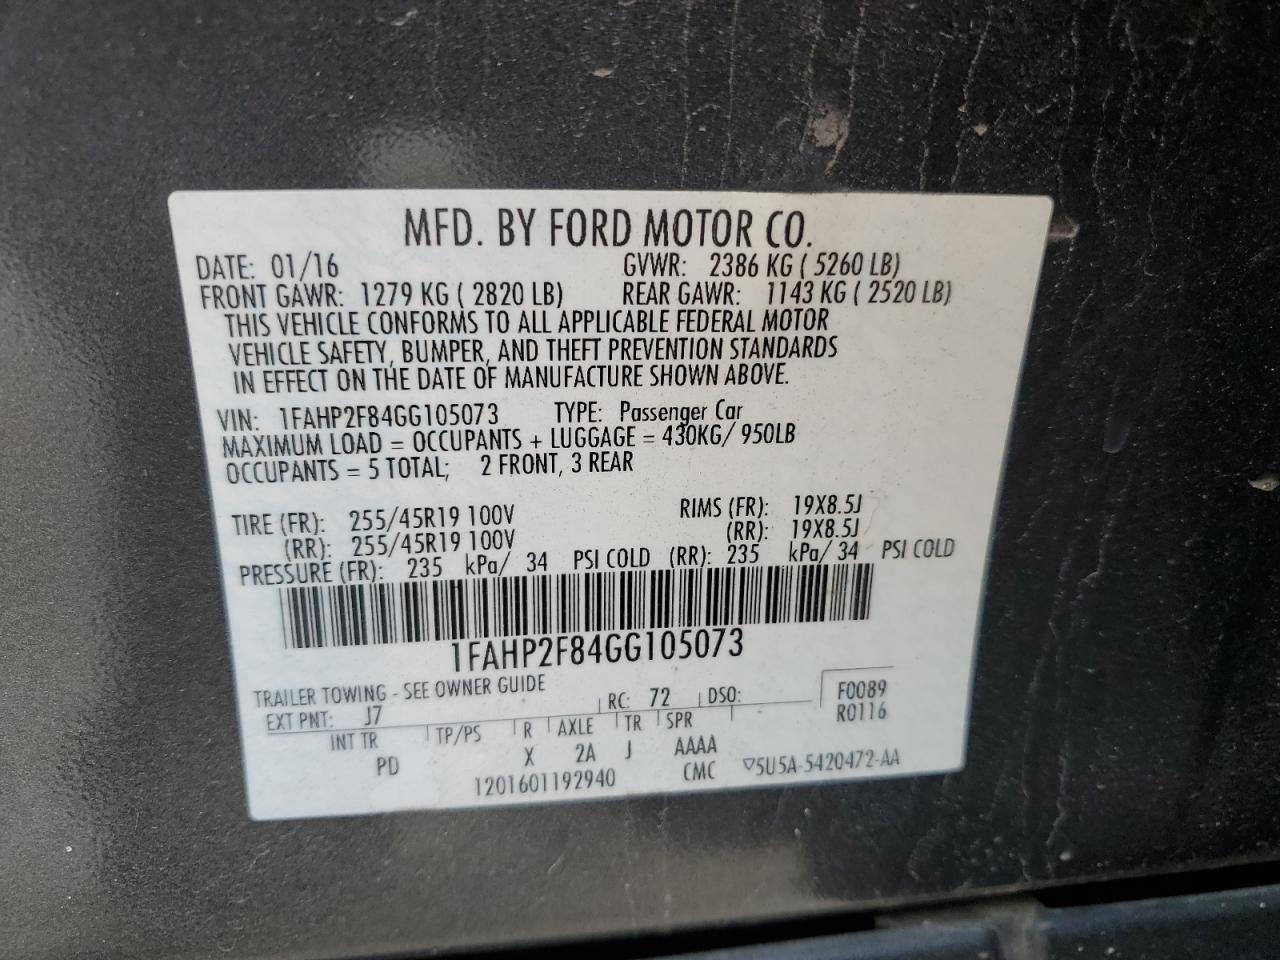 MFD. BY FORD MOTOR CO.
DATE: 01/16 GVWR: 2386 KG ( 5260 LB)
FRONT GAWR: 1279 KG ( 2820 LB) REAR GAWR: 1143 KG ( 2520 LB)
THIS VEHICLE CONFORMS TO ALL APPLICABLE FEDERAL MOTOR
VEHICLE SAFETY, BUMPER, AND THEFT PREVENTION STANDARDS
IN EFFECT ON THE DATE OF MANUFACTURE SHOWN ABOVE.
VIN: 1FAHP2F84GG105073 TYPE: Passenger Car
MAXIMUM LOAD = OCCUPANTS + LUGGAGE = 430KG/ 950LB
OCCUPANTS = 5 TOTAL; 2 FRONT, 3 REAR
TIRE (FR): 255/45R19 100V RIMS (FR): 19X8.5J
(RR): 255/45R19 100V (RR): 19X8.5J
PRESSURE (FR): 235 kPa/ 34 PSI COLD (RR): 235 kPa/ 34 PSI COLD
1FAHP2F84GG105073
TRAILER TOWING - SEE OWNER GUIDE
EXT PNT: J7 RC: 72 DSO: F0089
R0116
INT TR TP/PS R AXLE TR SPR
PD X 2A J AAAA
1201601192940 CMC ▽5U5A-5420472-AA